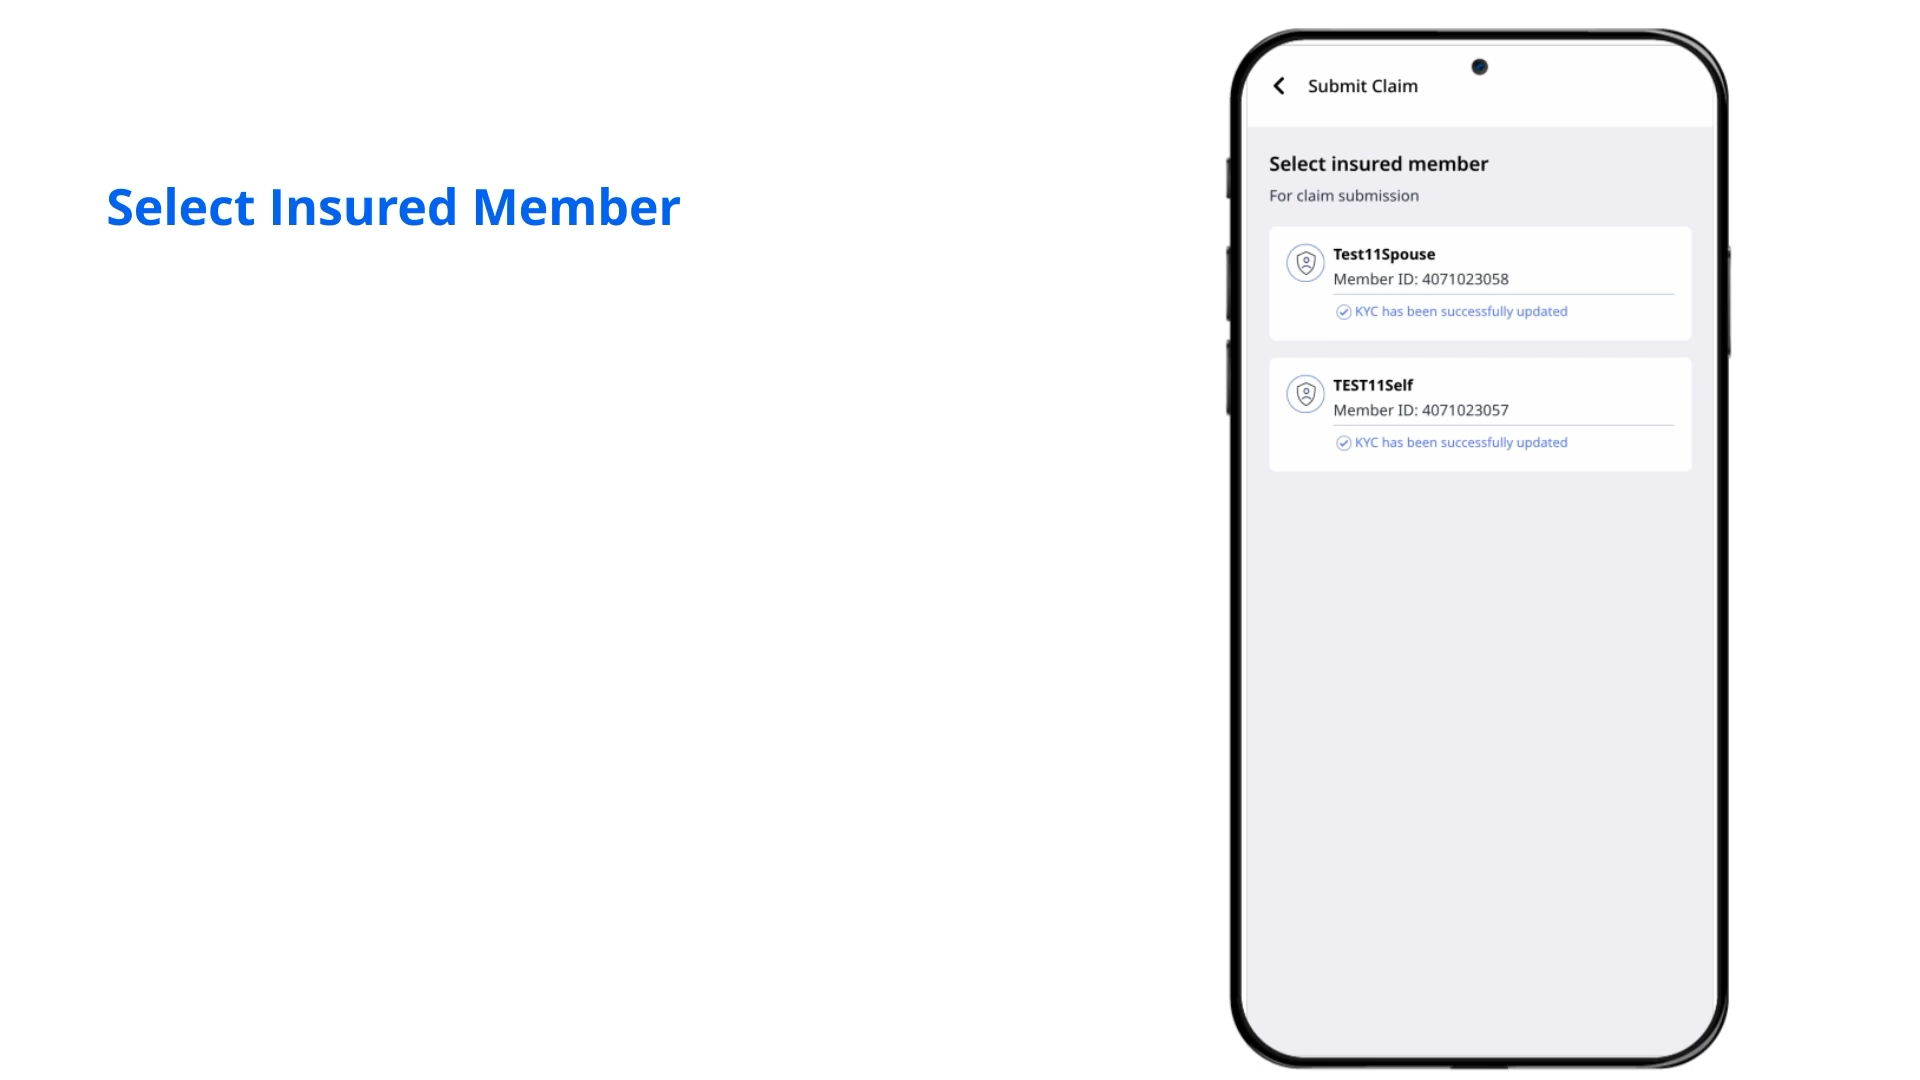 Select Insured Member
Submit Claim
Select insured member
For claim submission
Test11Spouse
Member ID: 4071023058
KYC has been successfully updated
TEST11Self
Member ID: 4071023057
KYC has been successfully updated